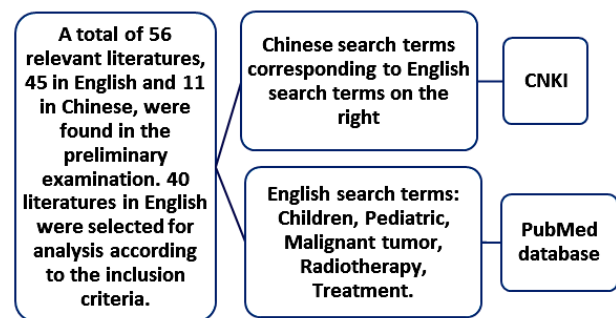 A total of 56
relevant literatures,
45 in English and 11
in Chinese, were
found in the
preliminary
examination. 40
literatures in English
were selected for
analysis according
to the inclusion
criteria.
Chinese search terms
corresponding to English
search terms on the
right
CNKI
English search terms:
Children, Pediatric,
Malignant tumor,
Radiotherapy,
Treatment.
PubMed
database